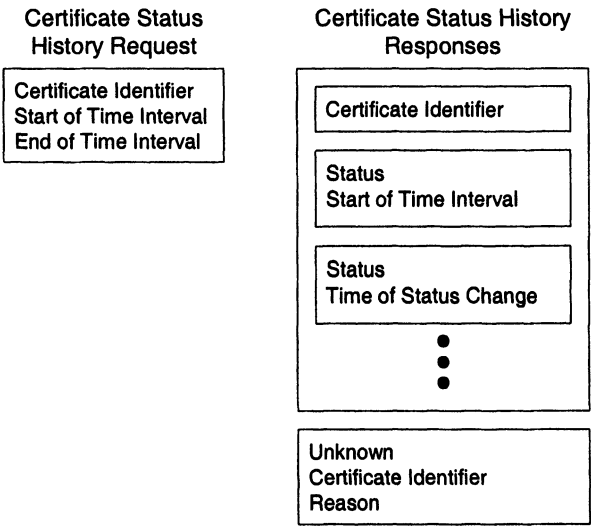 Certificate Status
History Request
Certificate Identifier
Start of Time Interval
End of Time Interval
Certificate Status History
Responses
Certificate Identifier
Status
Start of Time Interval
Status
Time of Status Change
Unknown
Certificate Identifier
Reason